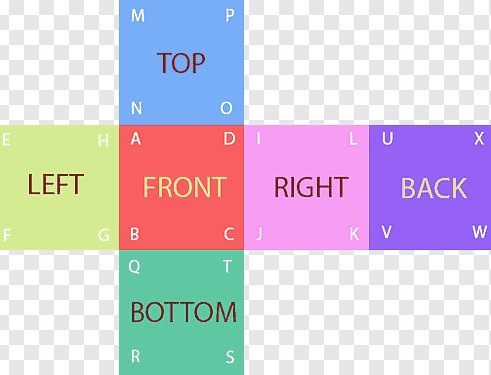 M P
TOP
N O
E H A D I L U X
LEFT FRONT RIGHT BACK
F G B C J K V W
Q T
BOTTOM
R S